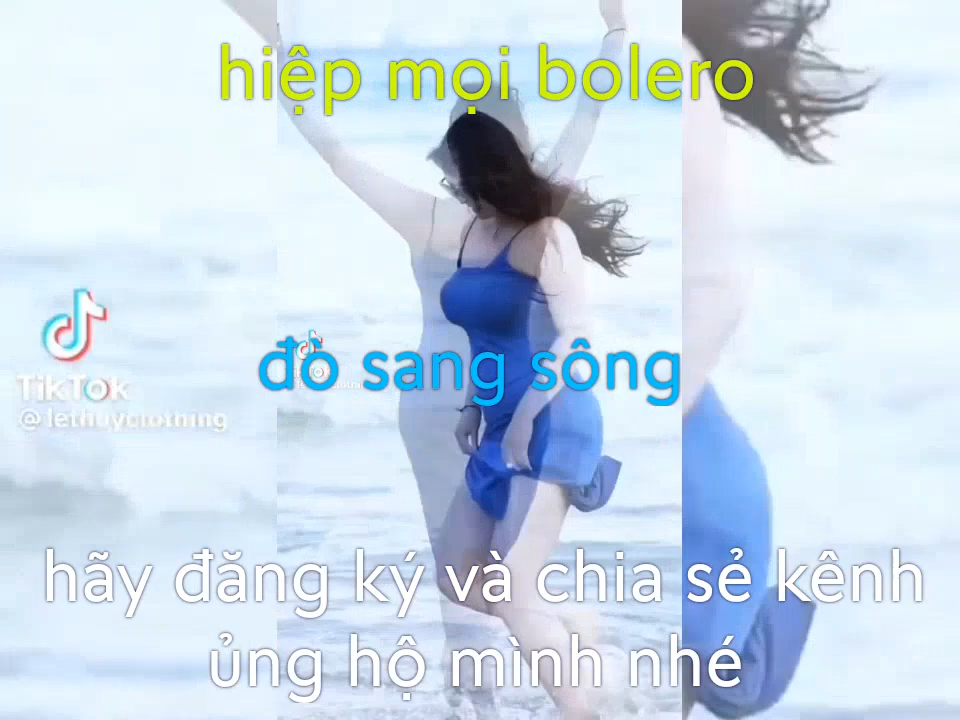 hiệp mọi bolero
TikTok
đò sang sông
TikTok
@lethuyclothing
hãy đăng ký và chia sẻ kênh
ủng hộ mình nhé